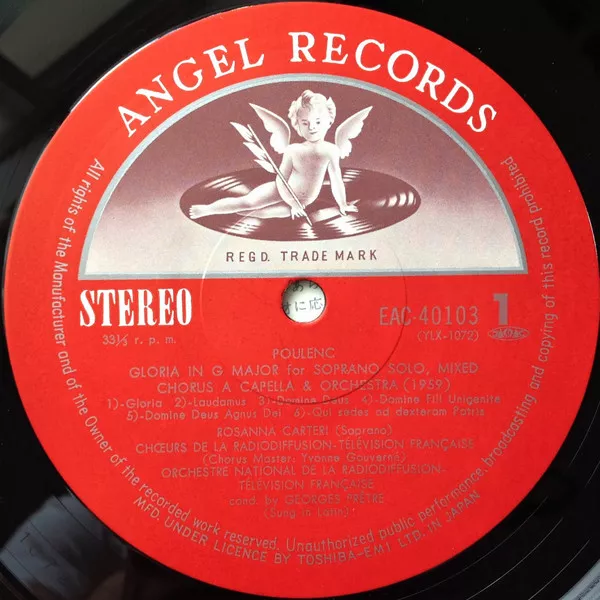 ANGEL RECORDS
REGD. TRADE MARK
STEREO
33⅓ r. p. m.
に応
EAC-40103 1
(YLX-1072)
POULENC
GLORIA IN G MAJOR for SOPRANO SOLO, MIXED
CHORUS A CAPELLA & ORCHESTRA (1959)
1)-Gloria 2)-Laudamus 3)-Domine Deus 4)-Domine Fili Unigenite
5)-Domine Deus Agnus Dei 6)-Qui sedes ad dexteram Patris
ROSANNA CARTERI (Soprano)
CHŒURS DE LA RADIODIFFUSION-TÉLÉVISION FRANÇAISE
(Chorus Master: Yvonne Gouverné)
ORCHESTRE NATIONAL DE LA RADIODIFFUSION-
TÉLÉVISION FRANÇAISE
cond. by GEORGES PRÊTRE
(Sung in Latin)
All rights of the Manufacturer and of the Owner of the recorded work reserved. Unauthorized public performance, broadcasting and copying of this record prohibited
MFD. UNDER LICENCE BY TOSHIBA-EMI LTD. IN JAPAN